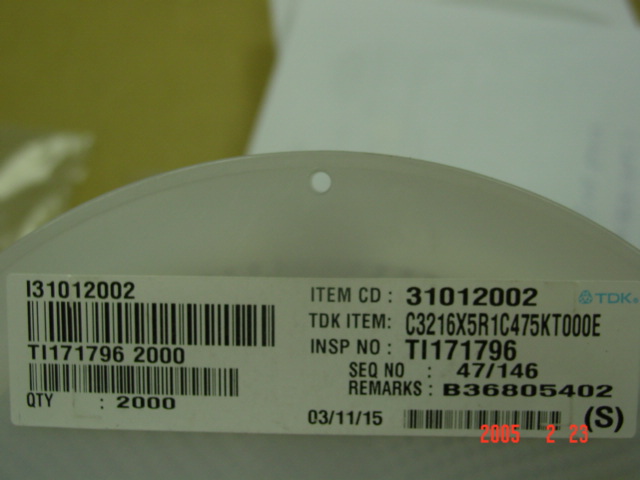 I31012002
TI171796 2000
QTY : 2000
ITEM CD : 31012002
TDK ITEM: C3216X5R1C475KT000E
INSP NO : TI171796
SEQ NO : 47/146
REMARKS : B36805402
03/11/15
(S)
TDK
2005 2 23